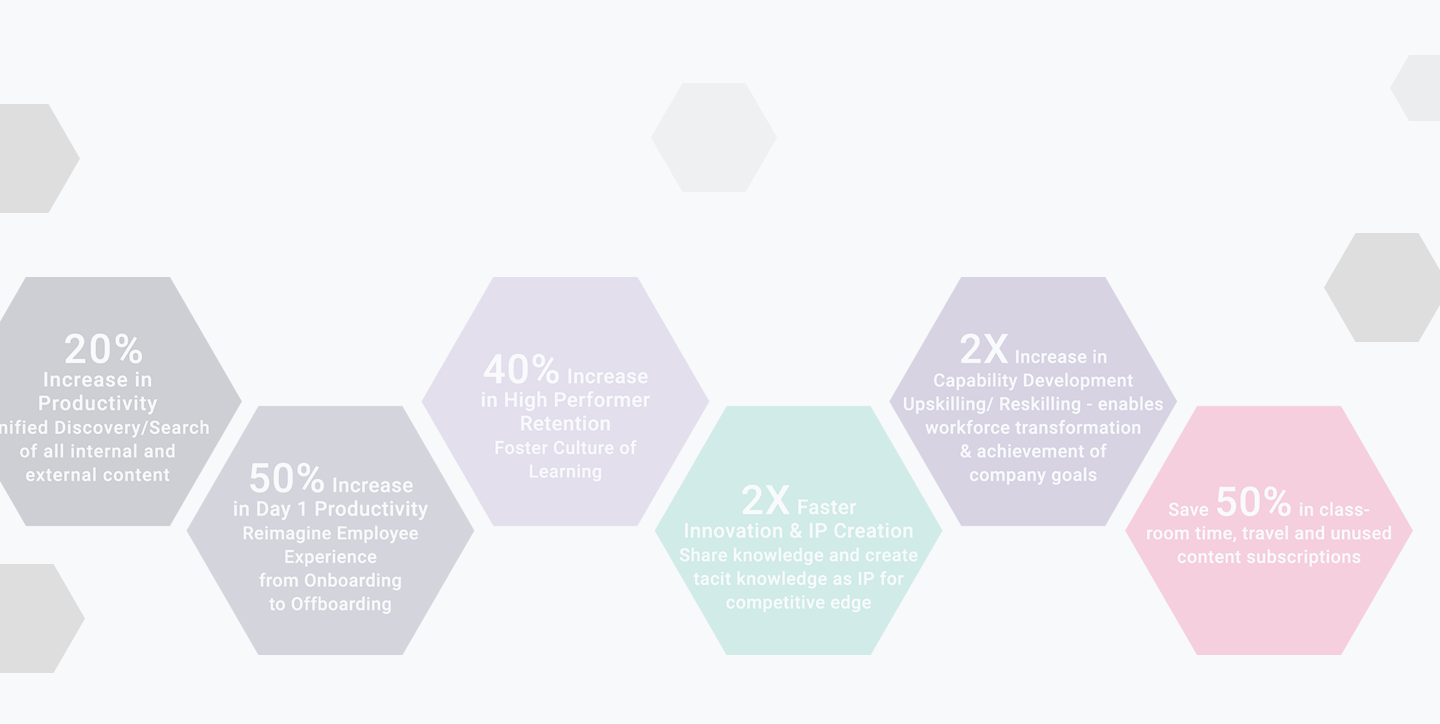 20%
Increase in
Productivity
nified Discovery/Search
of all internal and
external content
50% Increase
in Day 1 Productivity
Reimagine Employee
Experience
from Onboarding
to Offboarding
40% Increase
in High Performer
Retention
Foster Culture of
Learning
2X Faster
Innovation & IP Creation
Share knowledge and create
tacit knowledge as IP for
competitive edge
2X Increase in
Capability Development
Upskilling/ Reskilling - enables
workforce transformation
& achievement of
company goals
Save 50% in class-
room time, travel and unused
content subscriptions